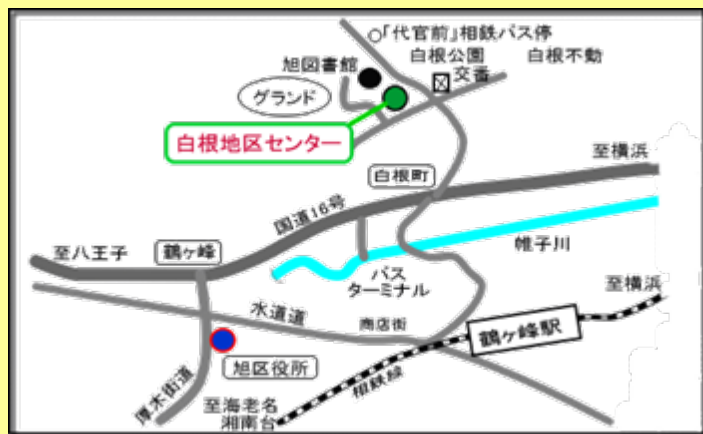 「代官前」相鉄バス停
白根公園
白根不動
旭図書館
交番
グランド
白根地区センター
至横浜
白根町
国道16号
至八王子
鶴ヶ峰
帷子川
バス
ターミナル
至横浜
水道道
商店街
鶴ヶ峰駅
旭区役所
相鉄線
厚木街道
至海老名
湘南台